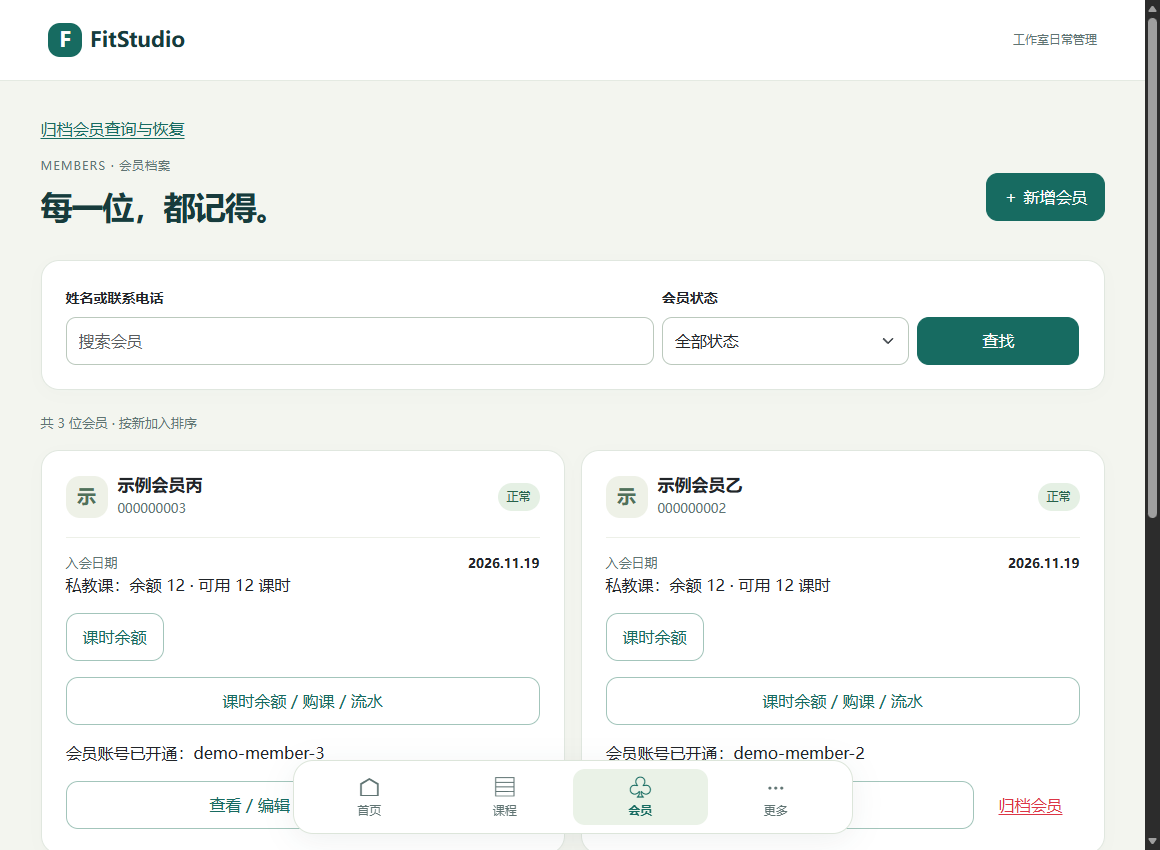 F FitStudio
工作室日常管理
归档会员查询与恢复
MEMBERS · 会员档案
每一位，都记得。
+ 新增会员
姓名或联系电话
会员状态
搜索会员
全部状态
查找
共 3 位会员 · 按新加入排序
示
示例会员丙
000000003
正常
入会日期
2026.11.19
私教课：余额 12 · 可用 12 课时
课时余额
课时余额 / 购课 / 流水
会员账号已开通：demo-member-3
查看 / 编辑
示
示例会员乙
000000002
正常
入会日期
2026.11.19
私教课：余额 12 · 可用 12 课时
课时余额
课时余额 / 购课 / 流水
会员账号已开通：demo-member-2
归档会员
首页
课程
会员
更多